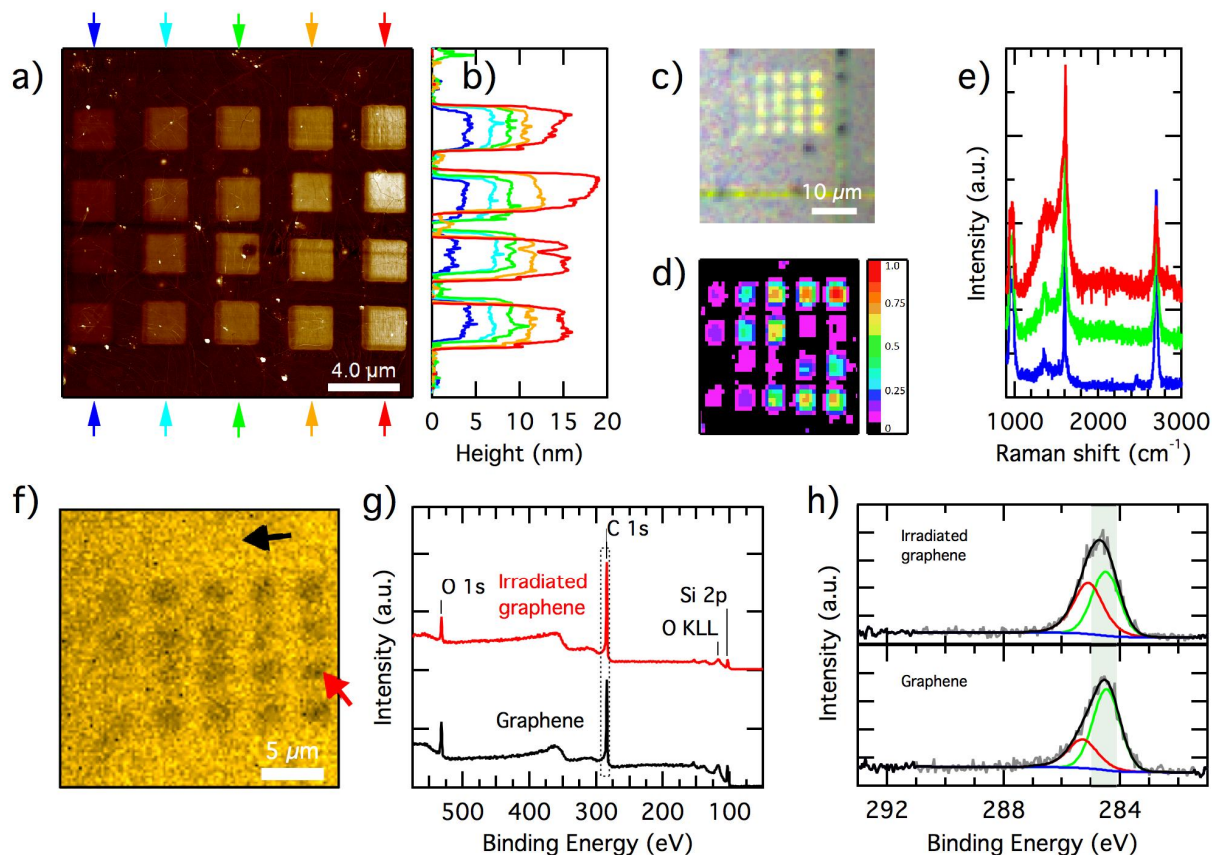 a)
4.0 µm
b)
0 5 10 15 20
Height (nm)
c)
10 µm
d)
1.0
0.75
0.5
0.25
0
e)
Intensity (a.u.)
1000 2000 3000
Raman shift (cm⁻¹)
f)
5 µm
g)
C 1s
O 1s
Irradiated
graphene
Si 2p
O KLL
Graphene
Intensity (a.u.)
500 400 300 200 100
Binding Energy (eV)
h)
Irradiated
graphene
Graphene
Intensity (a.u.)
292 288 284
Binding Energy (eV)